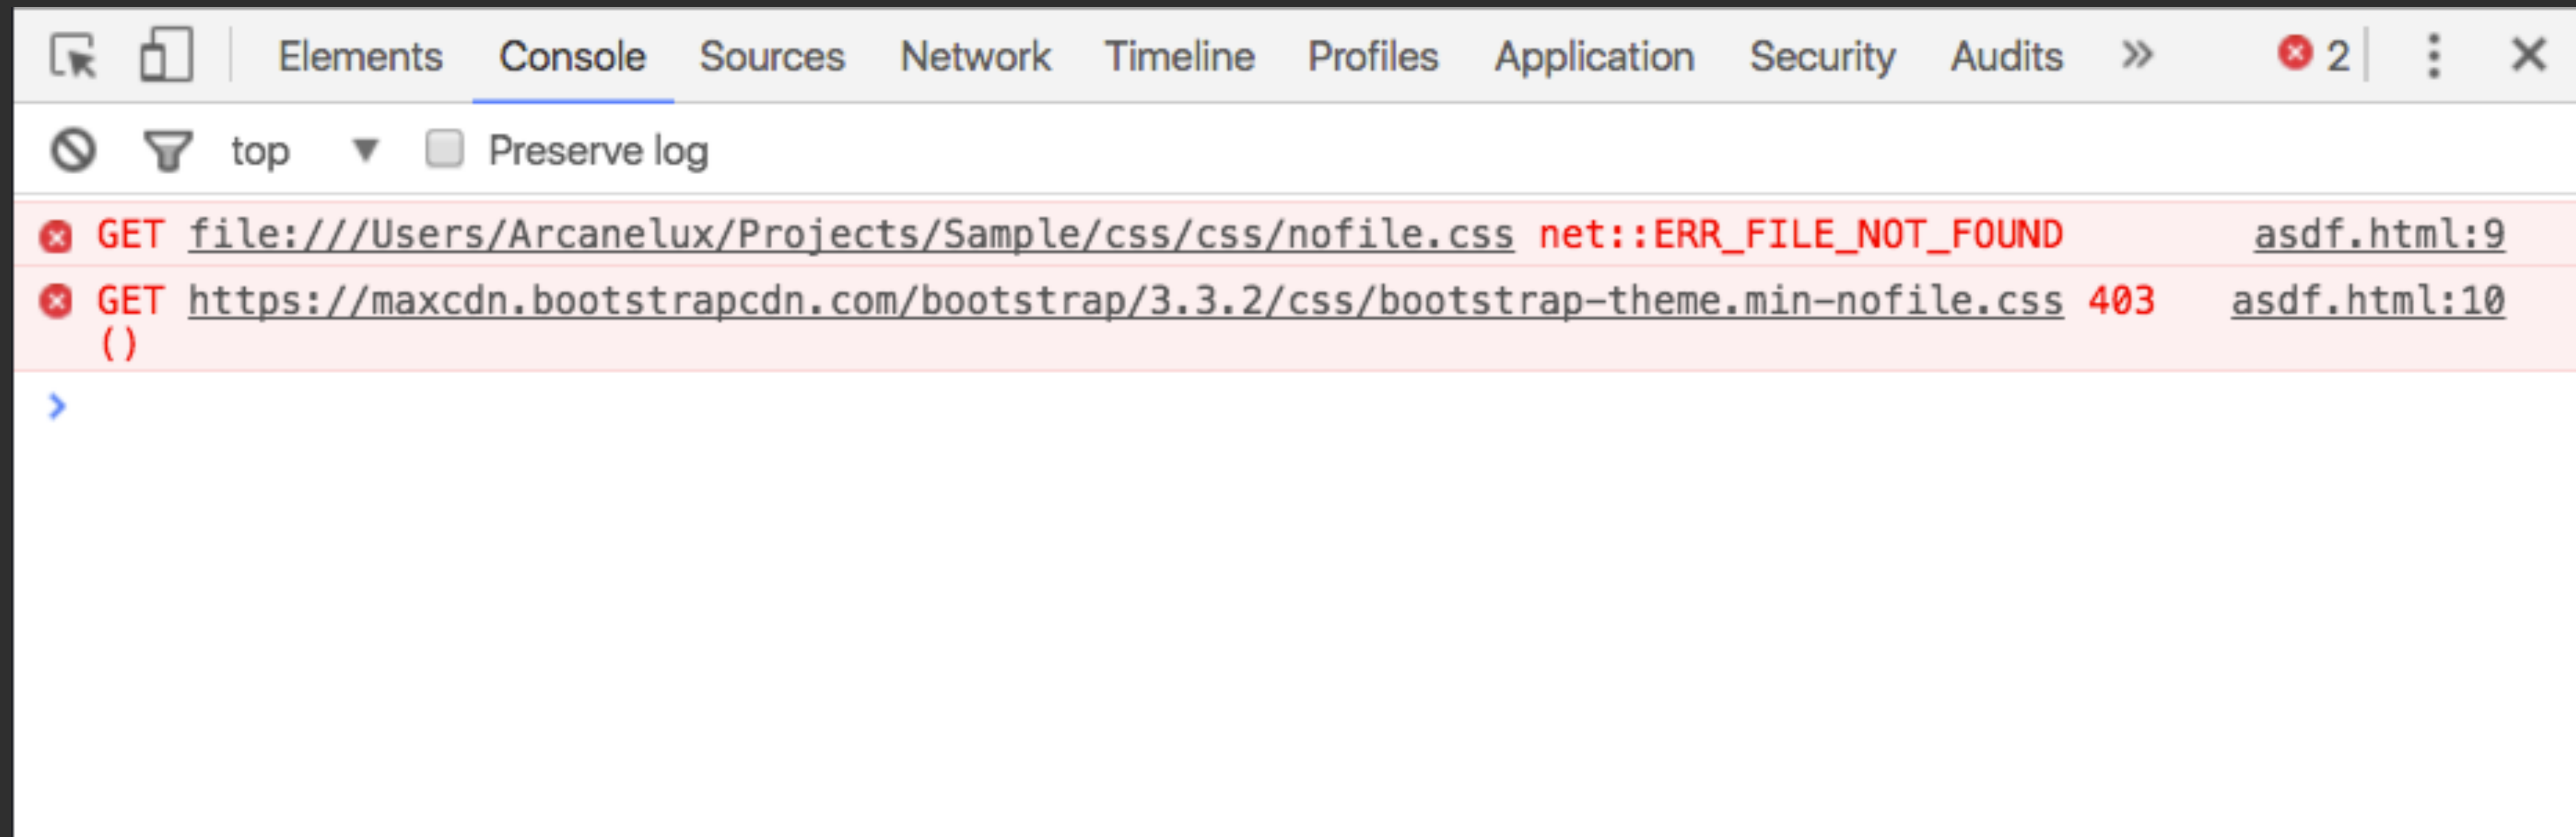 Elements Console Sources Network Timeline Profiles Application Security Audits » 2
top Preserve log
GET file:///Users/Arcanelux/Projects/Sample/css/css/nofile.css net::ERR_FILE_NOT_FOUND asdf.html:9
GET https://maxcdn.bootstrapcdn.com/bootstrap/3.3.2/css/bootstrap-theme.min-nofile.css 403 asdf.html:10
()